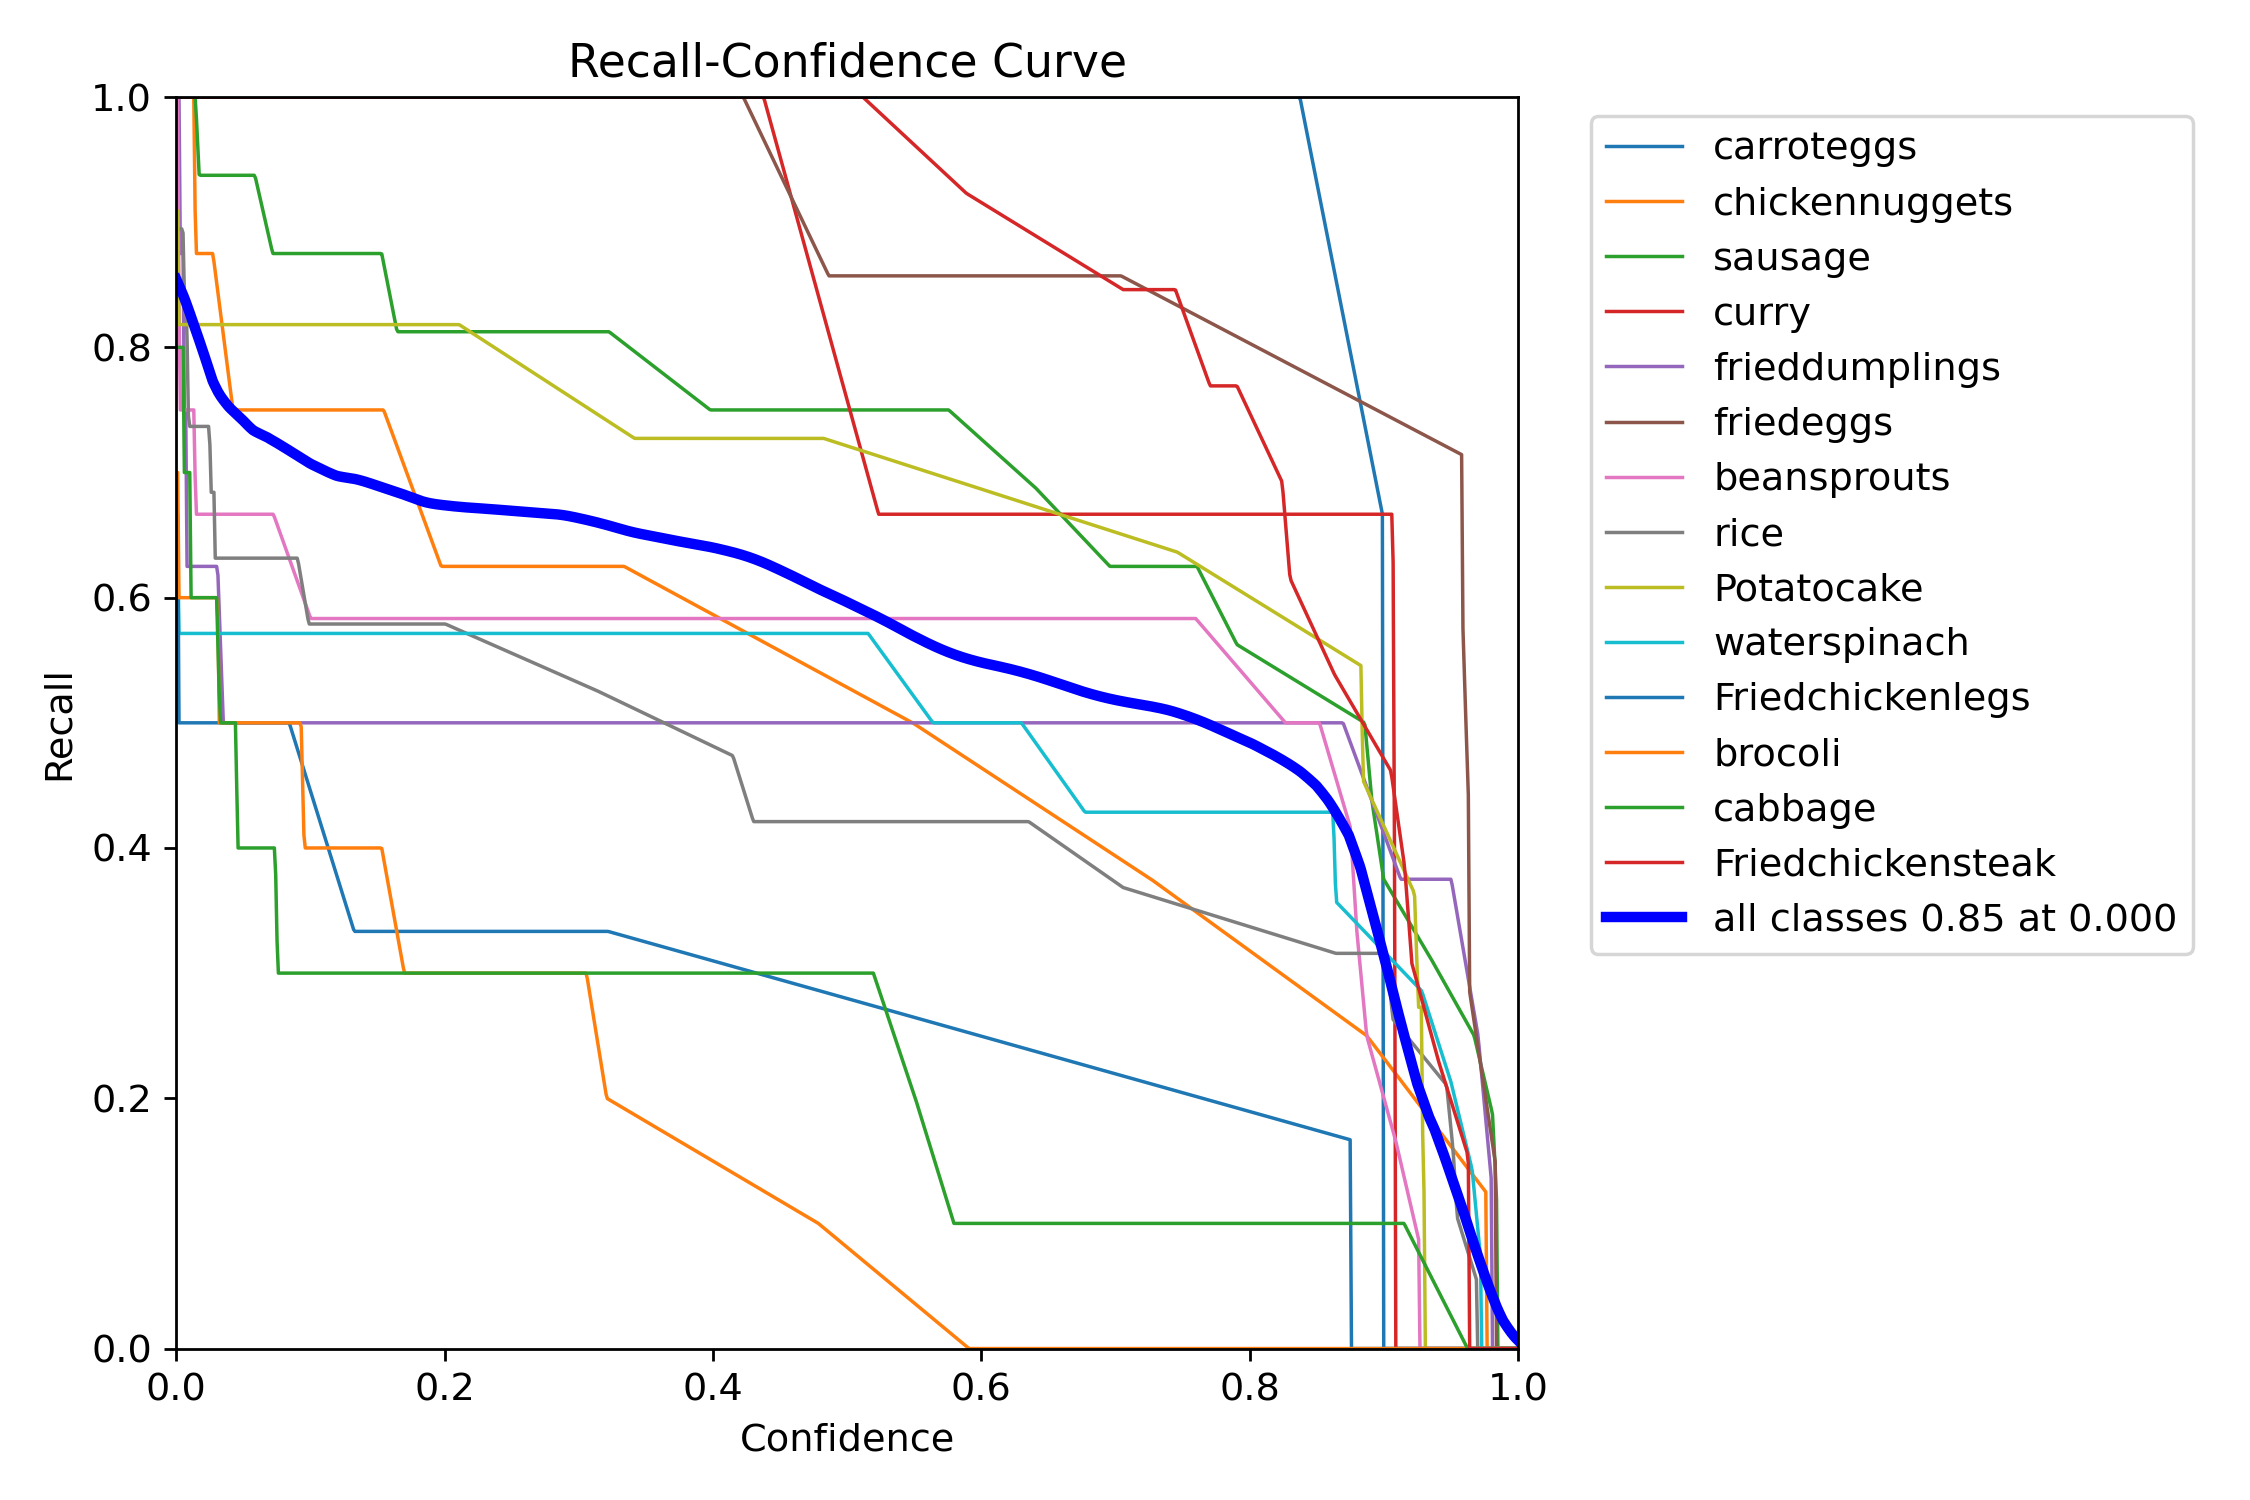 Recall-Confidence Curve
1.0
0.8
0.6
0.4
0.2
0.0
Recall
0.0 0.2 0.4 0.6 0.8 1.0
Confidence
carroteggs
chickennuggets
sausage
curry
frieddumplings
friedeggs
beansprouts
rice
Potatocake
waterspinach
Friedchickenlegs
brocoli
cabbage
Friedchickensteak
all classes 0.85 at 0.000